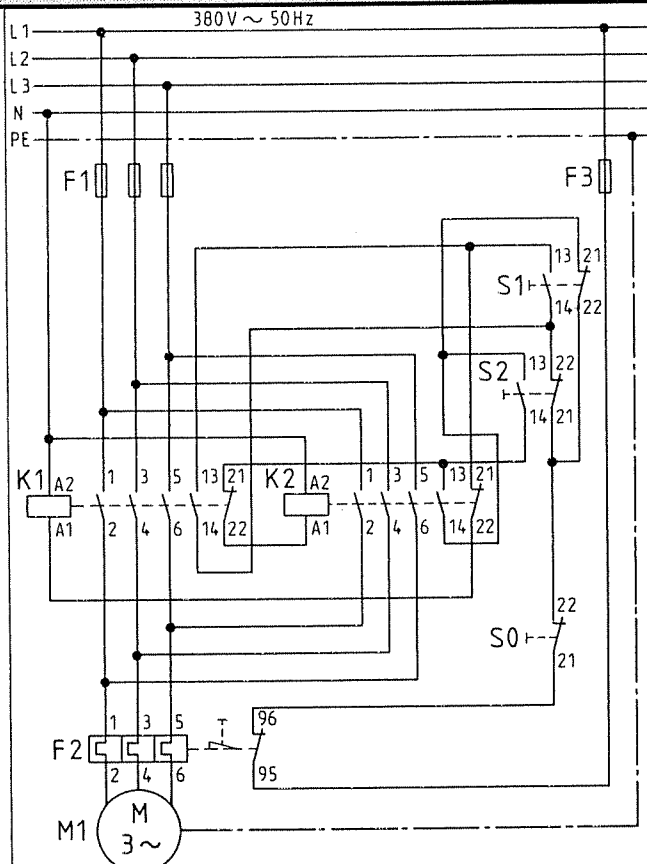 380V ~ 50Hz
L1
L2
L3
N
PE
F1
F3
13 21
S1
14 22
S2 13 22
14 21
K1 A2 1 3 5 13 21 K2 A2 1 3 5 13 21
A1 2 4 6 14 22 A1 2 4 6 14 22
22
S0
21
1 3 5 96
F2
2 4 6 95
M1 M
3~